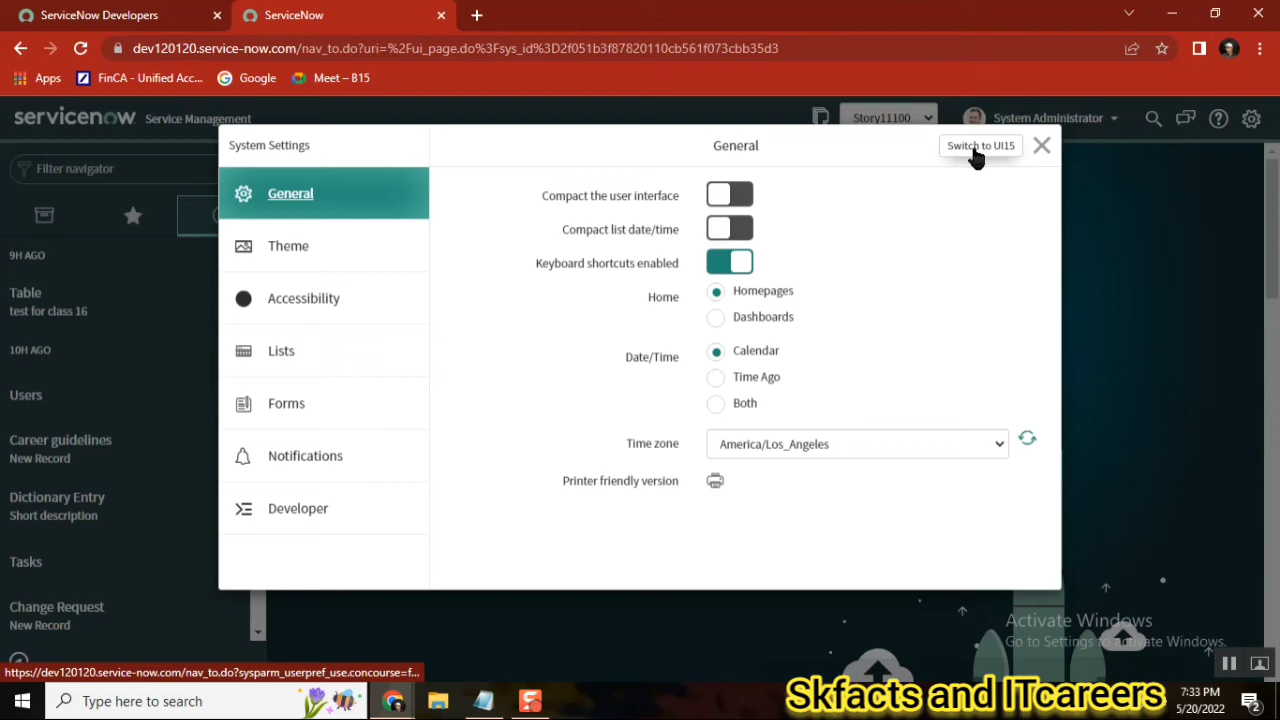 ServiceNow Developers
ServiceNow
dev120120.service-now.com/nav_to.do?uri=%2Fui_page.do%3Fsys_id%3D2f051b3f87820110cb561f073cbb35d3
Apps
FinCA - Unified Acc...
Google
Meet – B15
servicenow Service Management
Story11100
System Administrator
System Settings
General
Switch to UI15
Filter navigator
General
Theme
Accessibility
Lists
Forms
Notifications
Developer
Compact the user interface
Compact list date/time
Keyboard shortcuts enabled
Home
Homepages
Dashboards
Date/Time
Calendar
Time Ago
Both
Time zone
America/Los_Angeles
Printer friendly version
9H AGO
Table
test for class 16
10H AGO
Users
Career guidelines
New Record
Dictionary Entry
Short description
Tasks
Change Request
New Record
Activate Windows
Go to Settings to activate Windows.
https://dev120120.service-now.com/nav_to.do?sysparm_userpref_use.concourse=f...
Type here to search
Skfacts and ITcareers
7:33 PM
5/20/2022
2